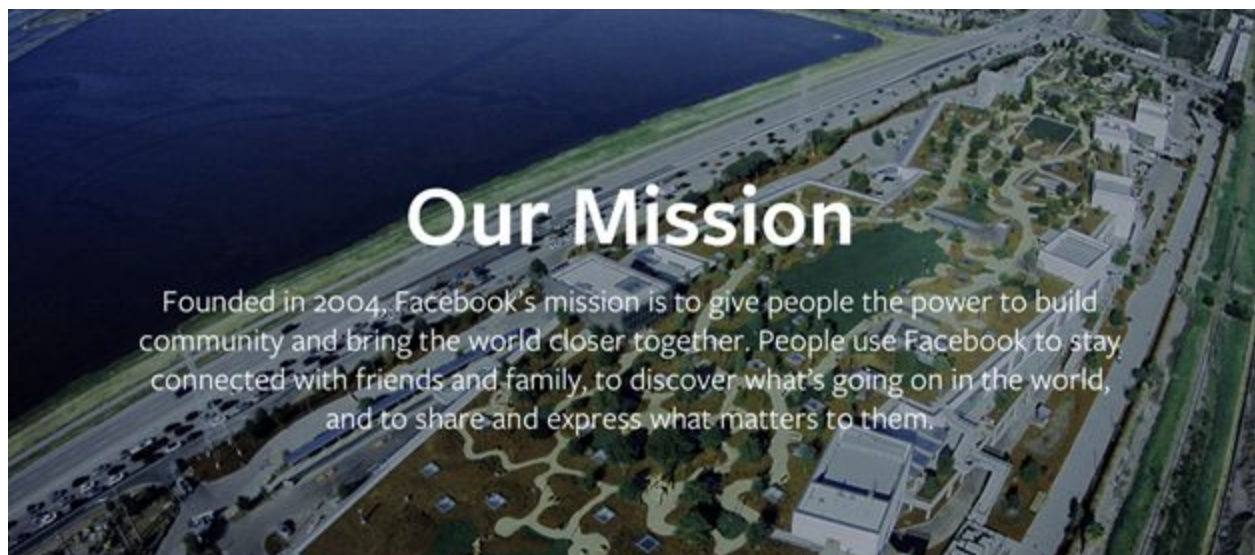 Our Mission
Founded in 2004, Facebook's mission is to give people the power to build
community and bring the world closer together. People use Facebook to stay
connected with friends and family, to discover what's going on in the world,
and to share and express what matters to them.